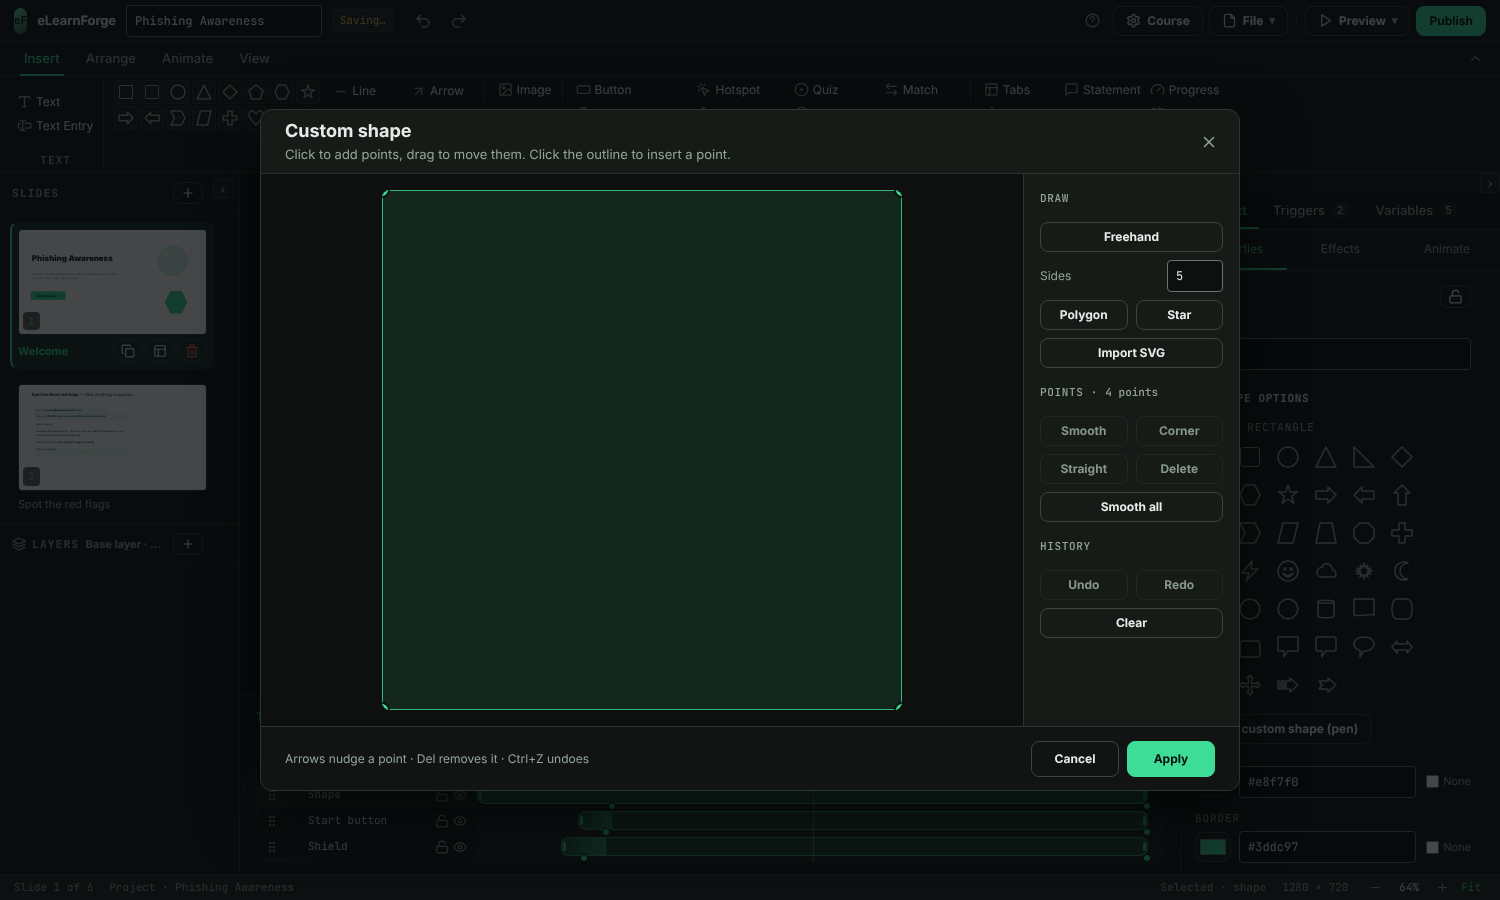 eF eLearnForge Phishing Awareness Saving… Course File Preview Publish
Insert Arrange Animate View
Text
Text Entry
TEXT
Line Arrow Image Button Hotspot Quiz Match Tabs Statement Progress
Custom shape
Click to add points, drag to move them. Click the outline to insert a point.
SLIDES
Phishing Awareness
1
Welcome
2
Spot the red flags
LAYERS Base layer · ...
DRAW
Freehand
Sides 5
Polygon Star
Import SVG
POINTS · 4 points
Smooth Corner
Straight Delete
Smooth all
HISTORY
Undo Redo
Clear
Arrows nudge a point · Del removes it · Ctrl+Z undoes
Cancel Apply
Triggers 2 Variables 5
Effects Animate
OPTIONS
RECTANGLE
custom shape (pen)
#e8f7f0 None
BORDER
#3ddc97 None
Shape
Start button
Shield
Slide 1 of 6 Project · Phishing Awareness
Selected · shape 1280 × 720 — 64% + Fit